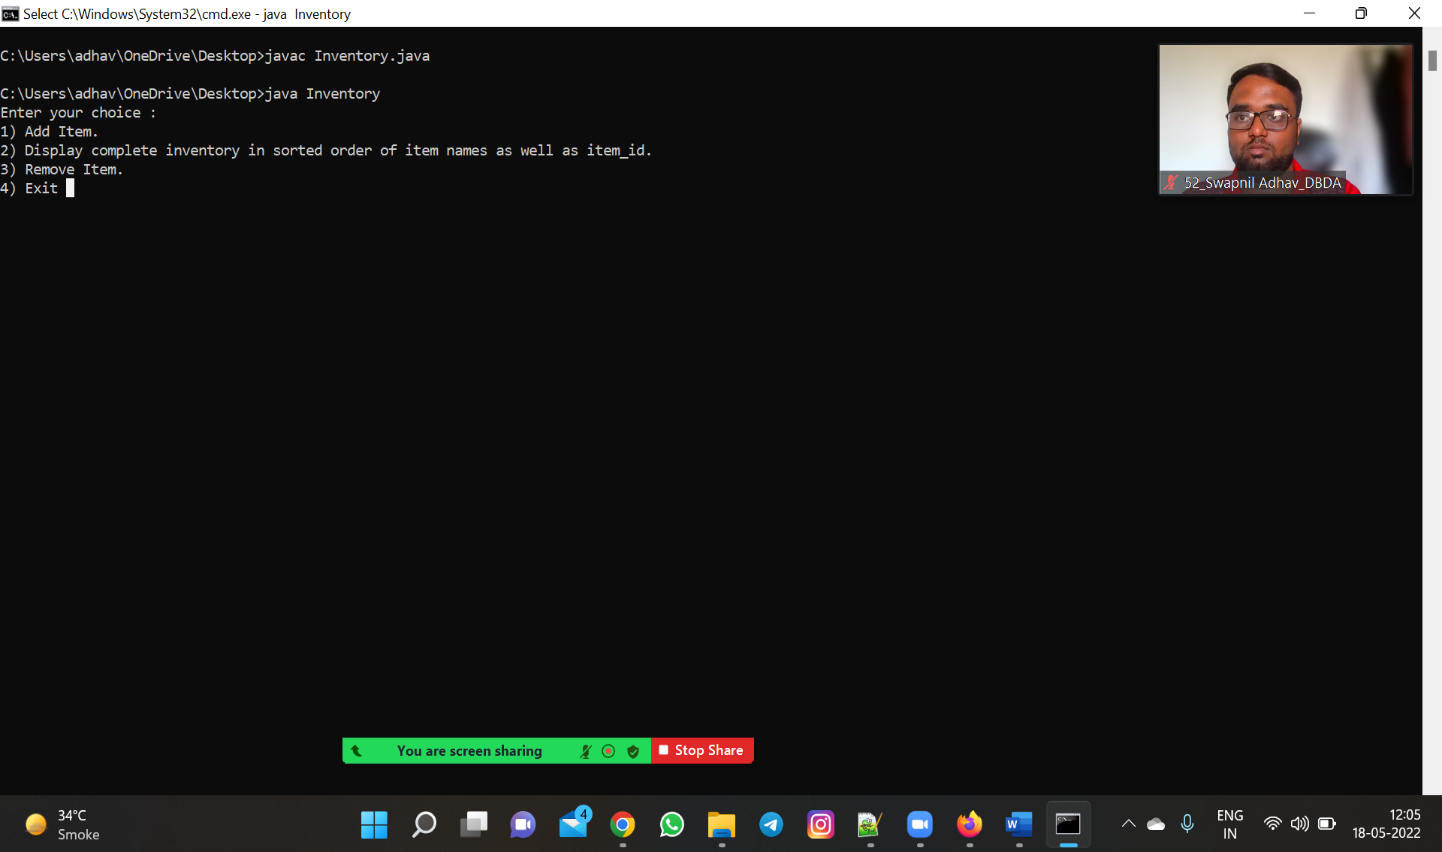 Select C:\Windows\System32\cmd.exe - java  Inventory
C:\Users\adhav\OneDrive\Desktop>javac Inventory.java
C:\Users\adhav\OneDrive\Desktop>java Inventory
Enter your choice :
1) Add Item.
2) Display complete inventory in sorted order of item names as well as item_id.
3) Remove Item.
4) Exit
52_Swapnil Adhav_DBDA
You are screen sharing
Stop Share
34°C
Smoke
4
ENG
IN
12:05
18-05-2022